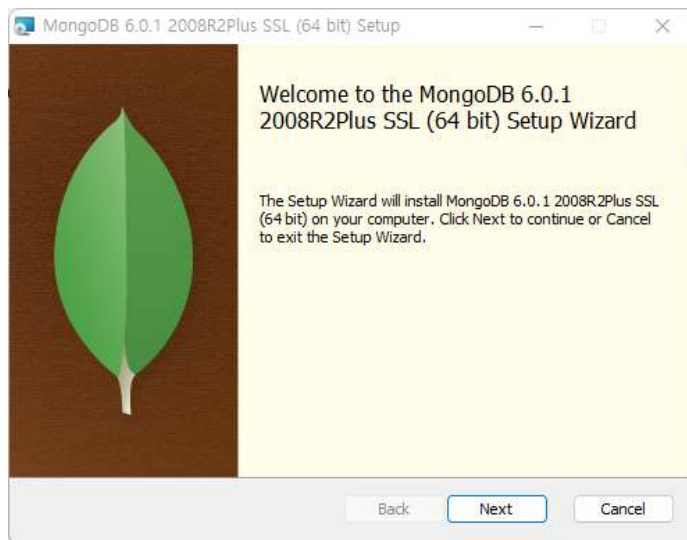 MongoDB 6.0.1 2008R2Plus SSL (64 bit) Setup
Welcome to the MongoDB 6.0.1
2008R2Plus SSL (64 bit) Setup Wizard
The Setup Wizard will install MongoDB 6.0.1 2008R2Plus SSL
(64 bit) on your computer. Click Next to continue or Cancel
to exit the Setup Wizard.
Back Next Cancel